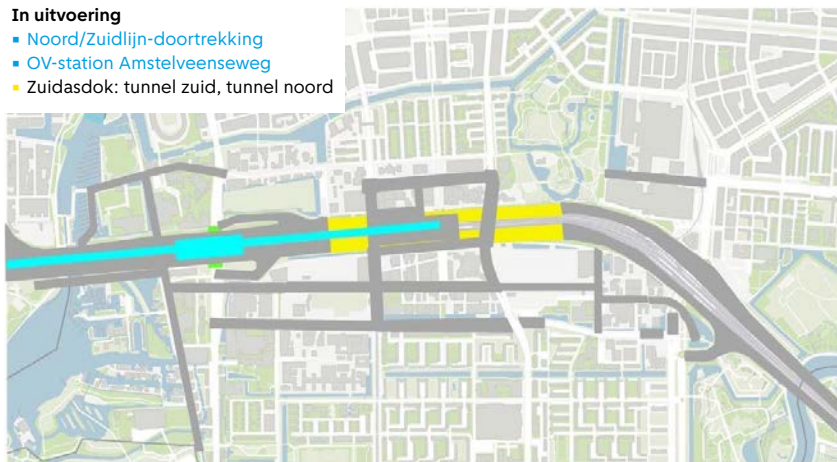 In uitvoering
▪ Noord/Zuidlijn-doortrekking
▪ OV-station Amstelveenseweg
▪ Zuidasdok: tunnel zuid, tunnel noord